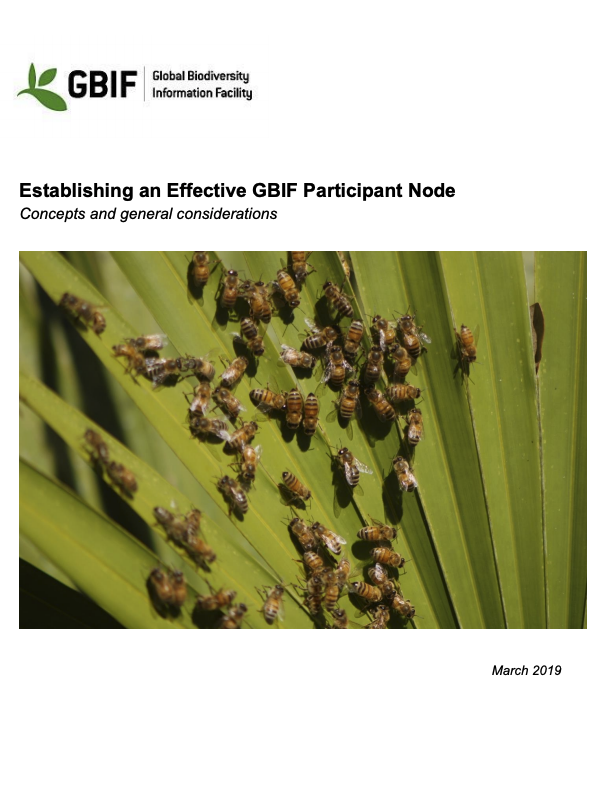 GBIF
Global Biodiversity
Information Facility
Establishing an Effective GBIF Participant Node
Concepts and general considerations
March 2019